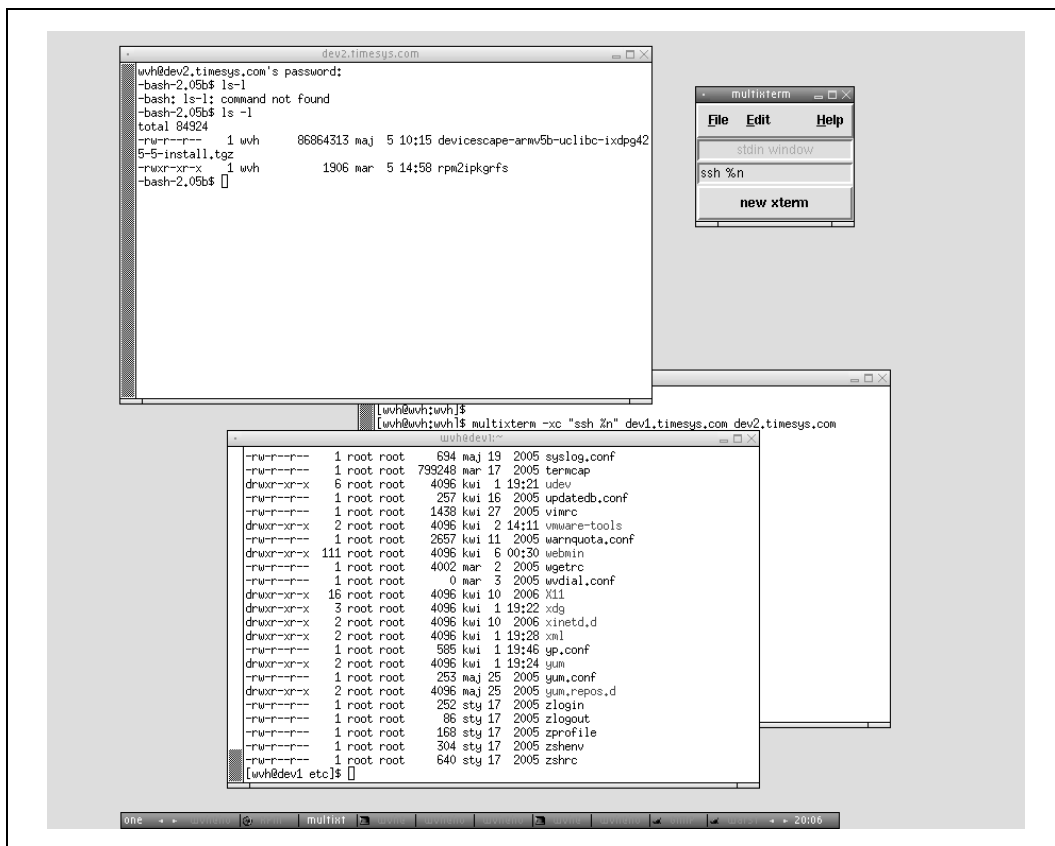 dev2.timesys.com
wvh@dev2.timesys.com's password:
-bash-2.05b$ ls-l
-bash: ls-l: command not found
-bash-2.05b$ ls -l
total 84924
-rw-r--r-- 1 wvh 86864313 maj 5 10:15 devicescape-armv5b-uclibc-ixdpg42
5-5-install.tgz
-rwxr-xr-x 1 wvh 1906 mar 5 14:58 rpm2ipkgrfs
-bash-2.05b$
multixterm
File Edit Help
stdin window
ssh %n
new xterm
[wvh@wvh:wvh]$
[wvh@wvh:wvh]$ multixterm -xc "ssh %n" dev1.timesys.com dev2.timesys.com
wvh@dev1:~
-rw-r--r-- 1 root root 694 maj 19 2005 syslog.conf
-rw-r--r-- 1 root root 799248 mar 17 2005 termcap
drwxr-xr-x 6 root root 4096 kwi 1 19:21 udev
-rw-r--r-- 1 root root 257 kwi 16 2005 updatedb.conf
-rw-r--r-- 1 root root 1438 kwi 27 2005 vimrc
drwxr-xr-x 2 root root 4096 kwi 2 14:11 vmware-tools
-rw-r--r-- 1 root root 2657 kwi 11 2005 warnquota.conf
drwxr-xr-x 111 root root 4096 kwi 6 00:30 webmin
-rw-r--r-- 1 root root 4002 mar 2 2005 wgetrc
-rw-r--r-- 1 root root 0 mar 3 2005 wvdial.conf
drwxr-xr-x 16 root root 4096 kwi 10 2006 X11
drwxr-xr-x 3 root root 4096 kwi 1 19:22 xdg
drwxr-xr-x 2 root root 4096 kwi 10 2006 xinetd.d
drwxr-xr-x 2 root root 4096 kwi 1 19:28 xml
-rw-r--r-- 1 root root 585 kwi 1 19:46 yp.conf
drwxr-xr-x 2 root root 4096 kwi 1 19:24 yum
-rw-r--r-- 1 root root 253 maj 25 2005 yum.conf
drwxr-xr-x 2 root root 4096 maj 25 2005 yum.repos.d
-rw-r--r-- 1 root root 252 sty 17 2005 zlogin
-rw-r--r-- 1 root root 86 sty 17 2005 zlogout
-rw-r--r-- 1 root root 168 sty 17 2005 zprofile
-rw-r--r-- 1 root root 304 sty 17 2005 zshenv
-rw-r--r-- 1 root root 640 sty 17 2005 zshrc
[wvh@dev1 etc]$
one multixt 20:06